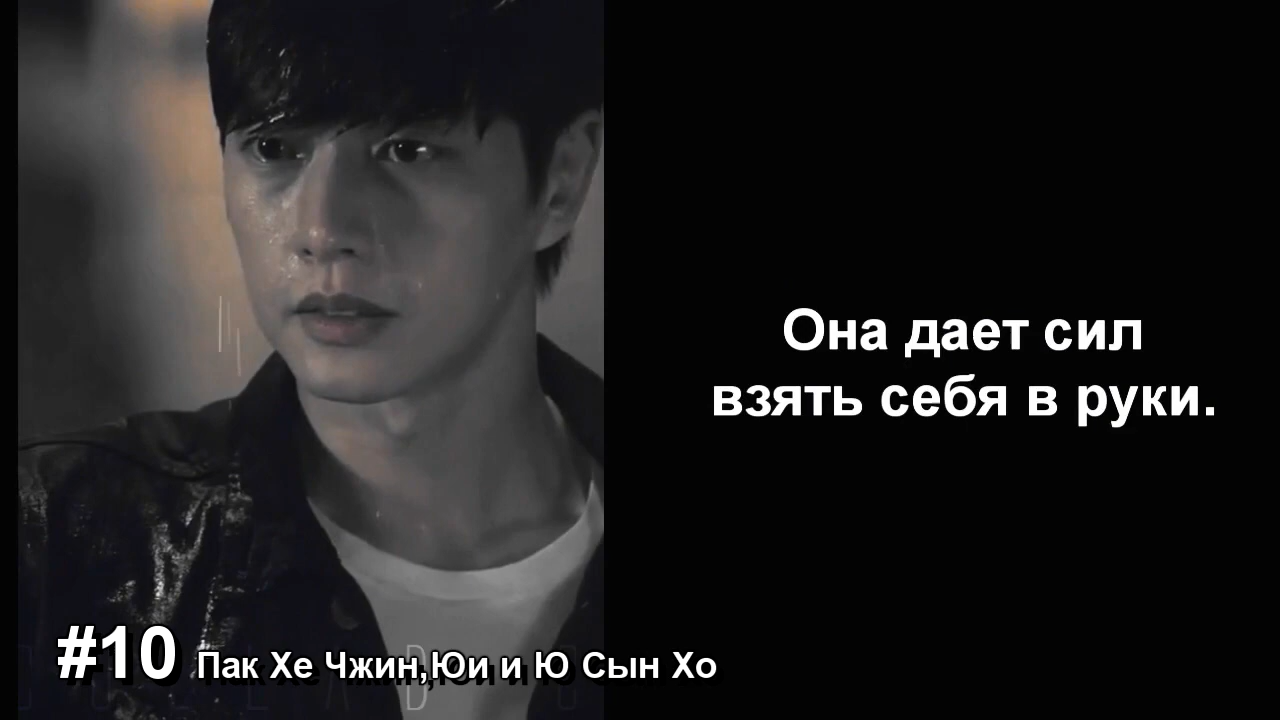 Она дает сил
взять себя в руки.
#10 Пак Хе Чжин,Юи и Ю Сын Хо